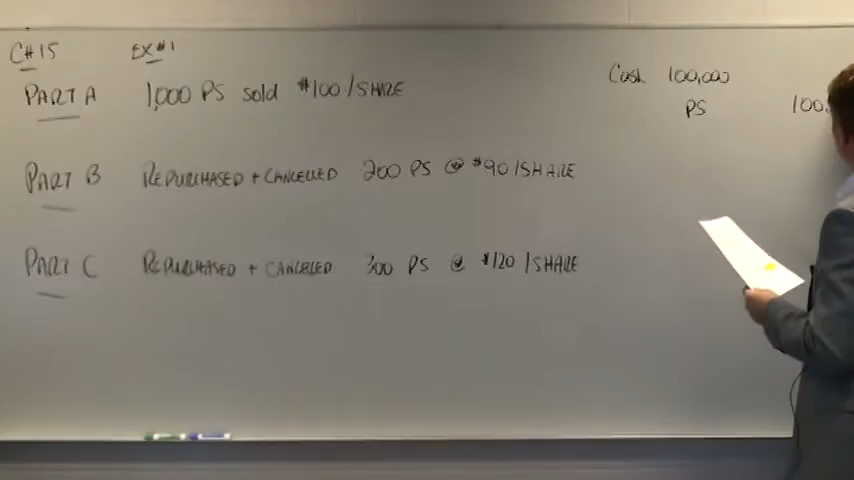 CH 15 EX #1
PART A 1,000 PS sold $100/SHARE
Cash 100,000
PS 100,
PART B REPURCHASED + CANCELLED 200 PS @ $90/SHARE
PART C REPURCHASED + CANCELLED 300 PS @ $120/SHARE